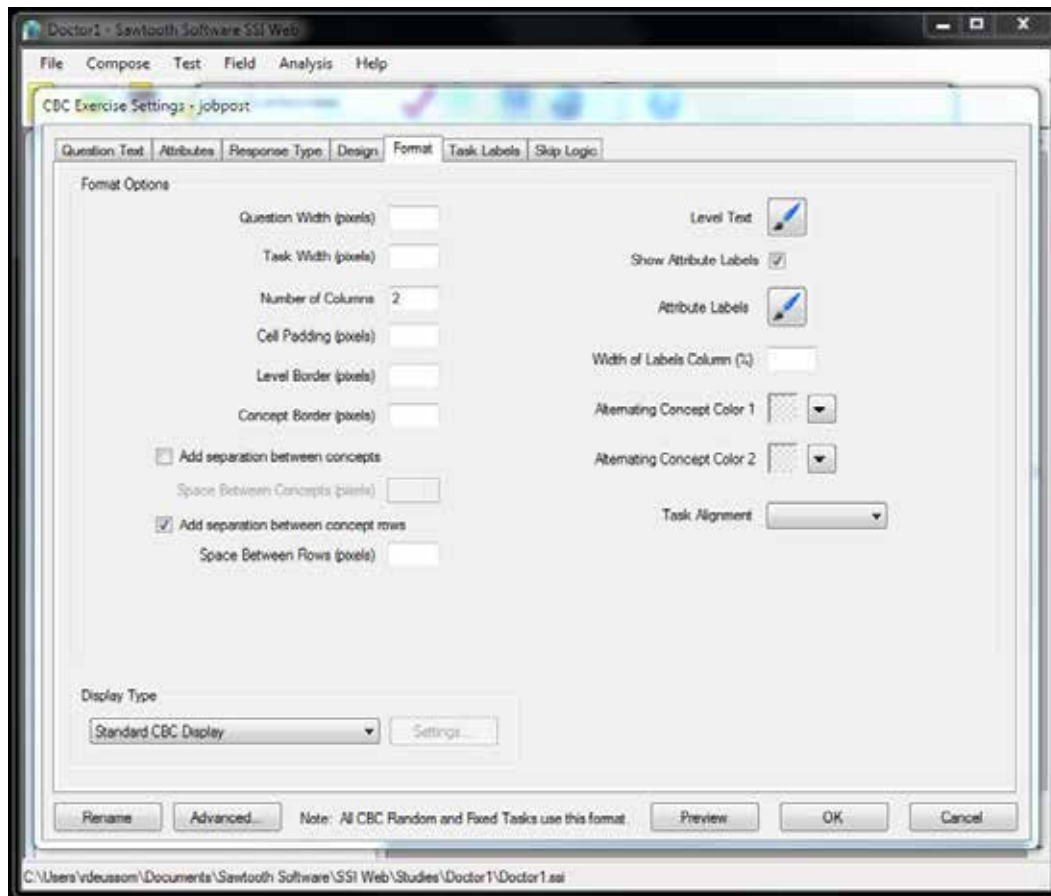 Doctor1 - Sawtooth Software SSI Web
File Compose Test Field Analysis Help
CBC Exercise Settings - jobpost
Question Text Attributes Response Type Design Format Task Labels Skip Logic
Format Options
Question Width (pixels)
Level Text
Task Width (pixels)
Show Attribute Labels
Number of Columns 2
Attribute Labels
Cell Padding (pixels)
Width of Labels Column (%)
Level Border (pixels)
Alternating Concept Color 1
Concept Border (pixels)
Add separation between concepts
Alternating Concept Color 2
Space Between Concepts (pixels)
Task Alignment
Add separation between concept rows
Space Between Rows (pixels)
Display Type
Standard CBC Display
Settings...
Rename Advanced... Note: All CBC Random and Fixed Tasks use this format Preview OK Cancel
C:\Users\vdeusson\Documents\Sawtooth Software\SSI Web\Studies\Doctor1\Doctor1.ssi